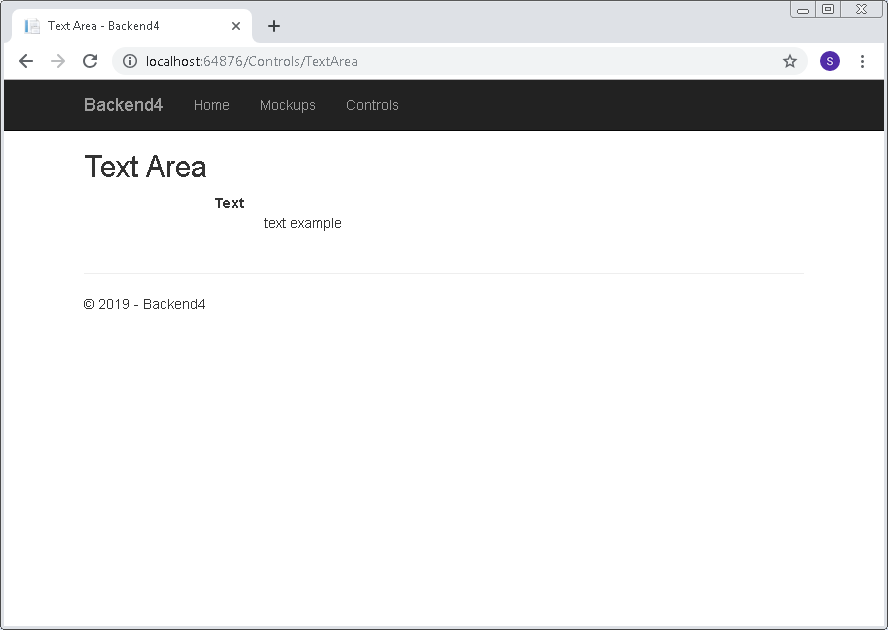 Text Area - Backend4
localhost:64876/Controls/TextArea
S
Backend4 Home Mockups Controls
Text Area
Text
text example
© 2019 - Backend4